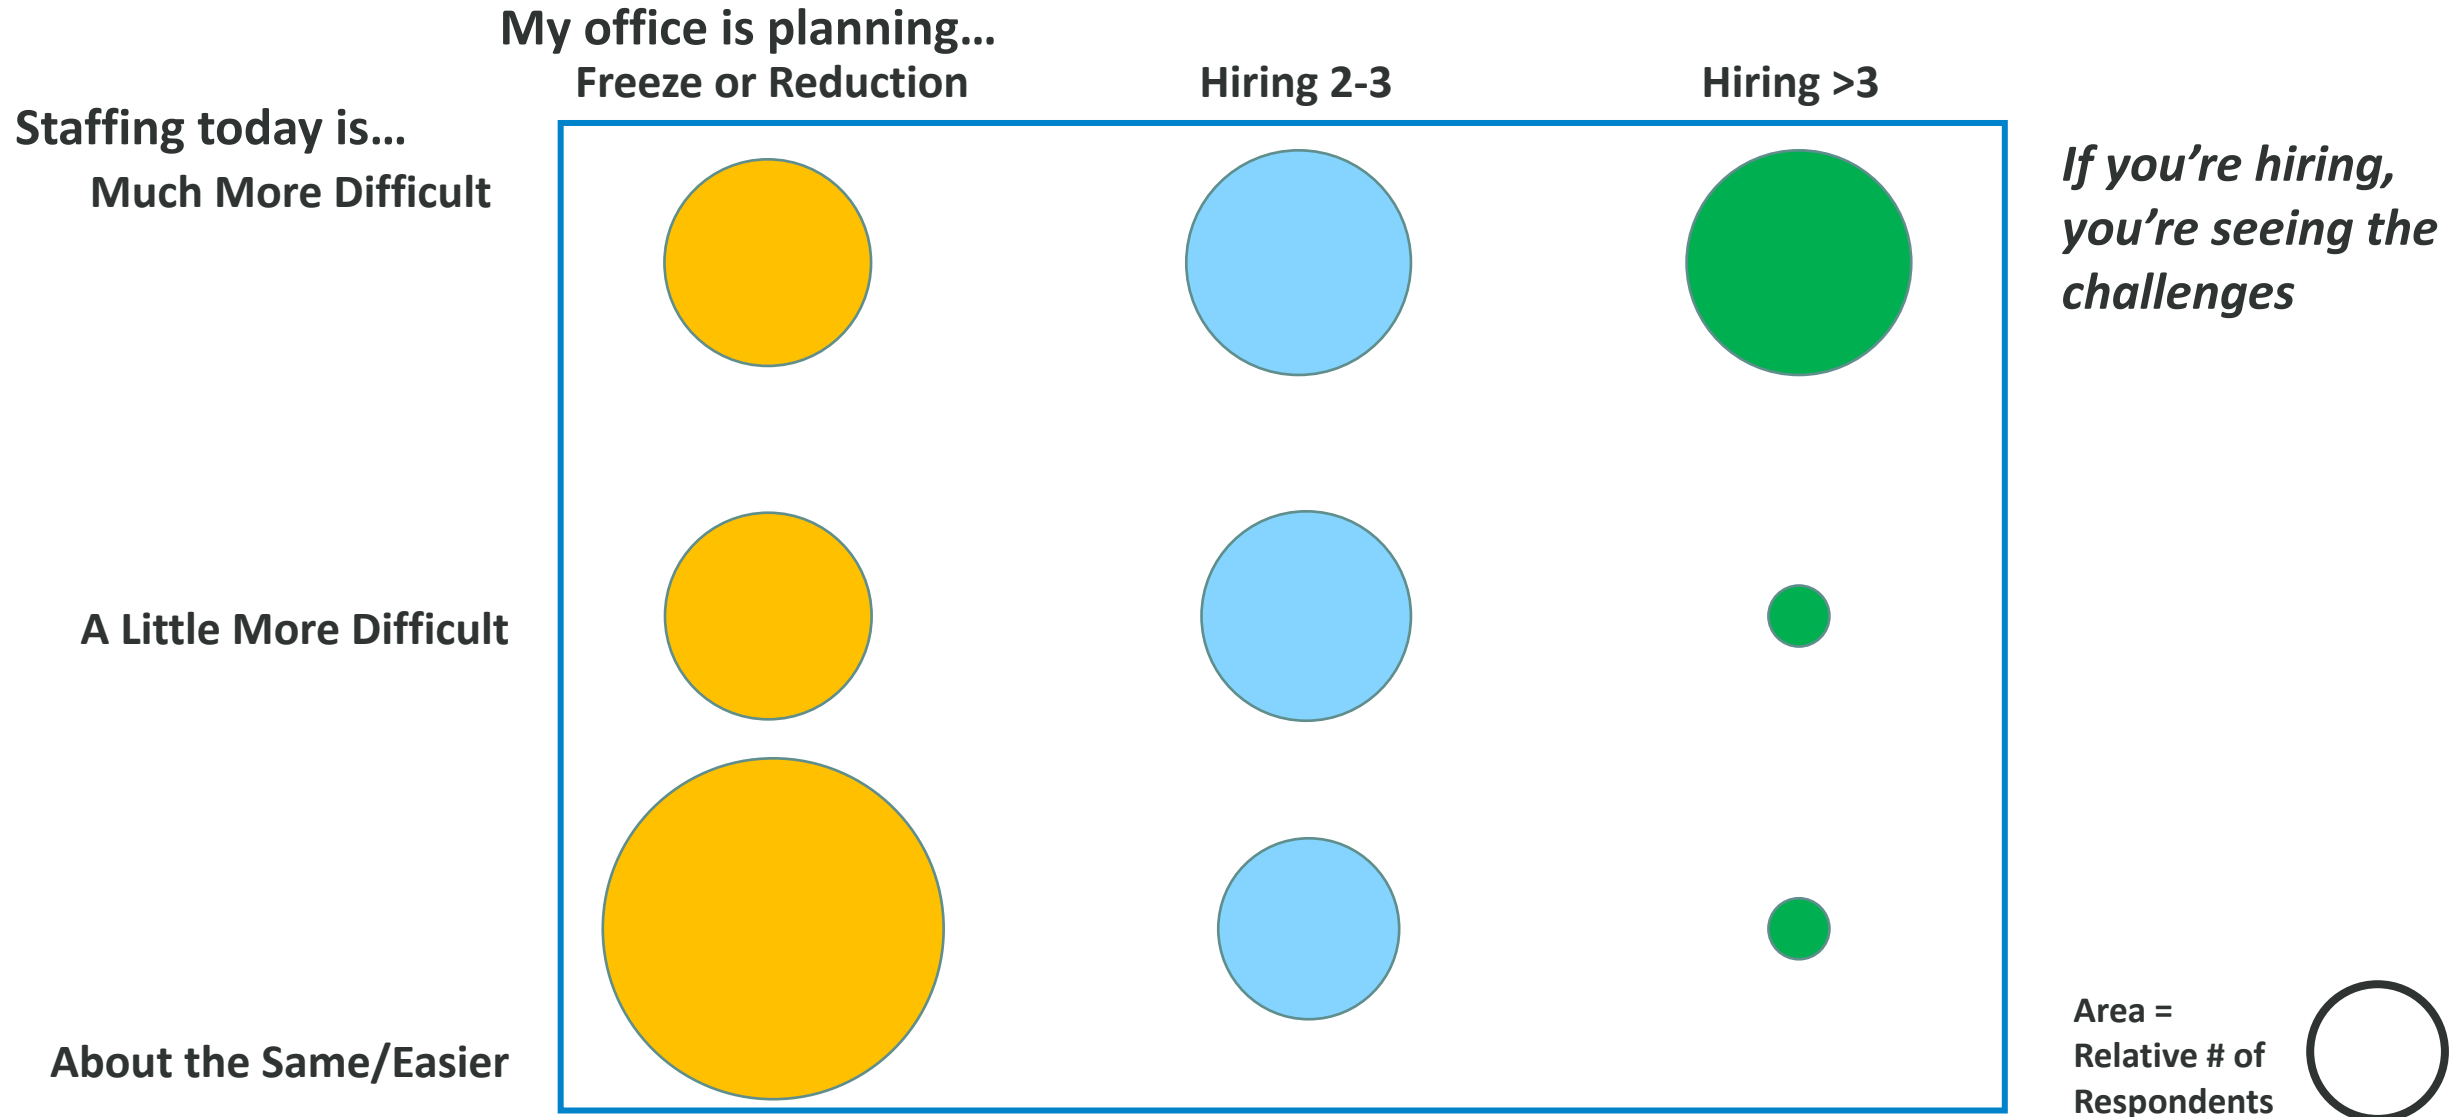 My office is planning…
Freeze or Reduction
Hiring 2-3
Hiring >3
Staffing today is…
Much More Difficult
If you’re hiring,
you’re seeing the
challenges
A Little More Difficult
About the Same/Easier
Area =
Relative # of
Respondents